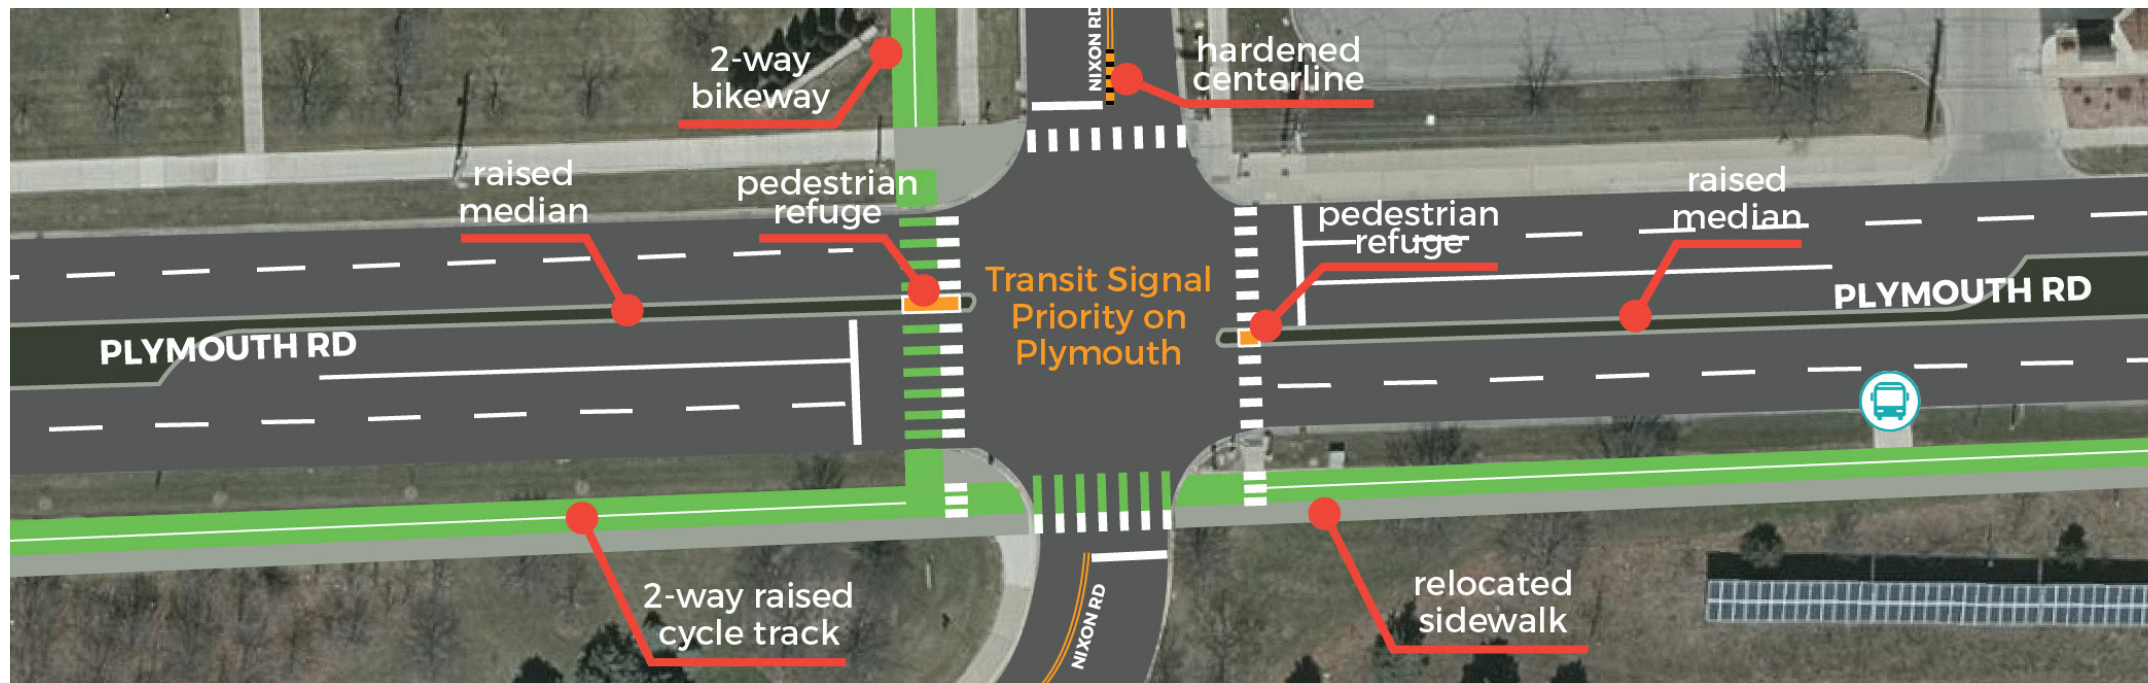 NIXON RD
2-way
bikeway
hardened
centerline
raised
median
pedestrian
refuge
pedestrian
refuge
raised
median
Transit Signal
Priority on
Plymouth
PLYMOUTH RD
PLYMOUTH RD
2-way raised
cycle track
NIXON RD
relocated
sidewalk